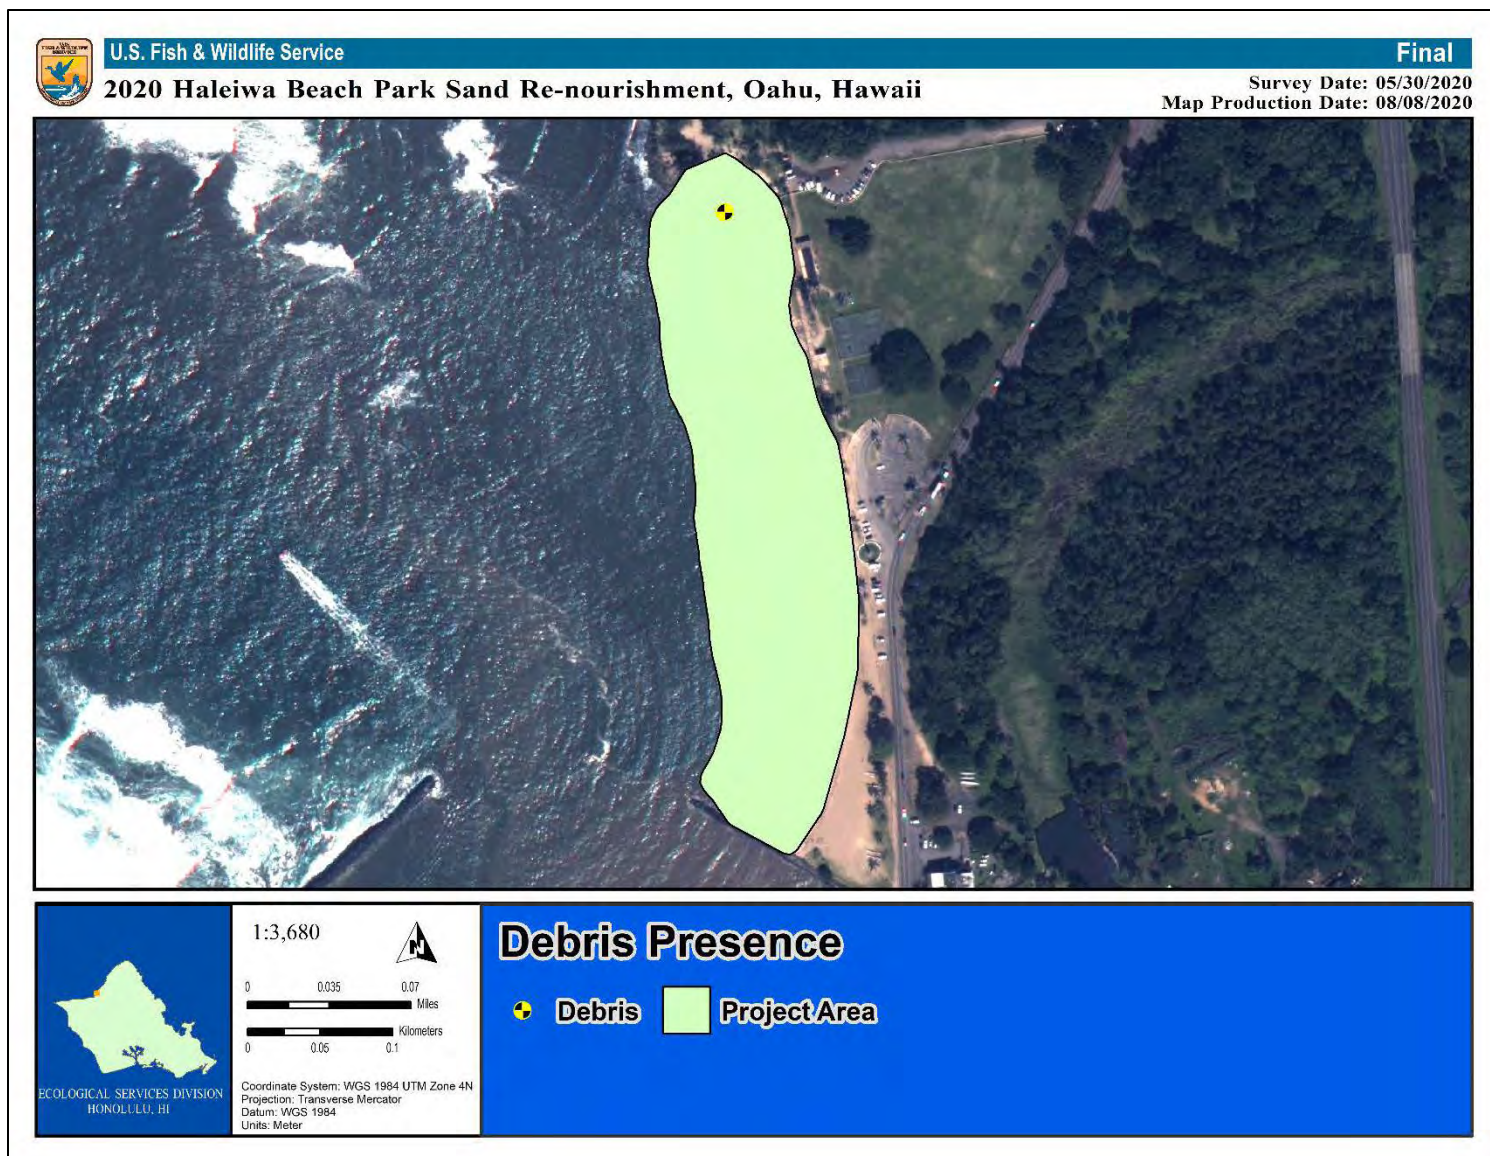 U.S. Fish & Wildlife Service
Final
2020 Haleiwa Beach Park Sand Re-nourishment, Oahu, Hawaii
Survey Date: 05/30/2020
Map Production Date: 08/08/2020
1:3,680
N
0 0.035 0.07
Miles
Kilometers
0 0.05 0.1
Coordinate System: WGS 1984 UTM Zone 4N
Projection: Transverse Mercator
Datum: WGS 1984
Units: Meter
ECOLOGICAL SERVICES DIVISION
HONOLULU, HI
Debris Presence
Debris
Project Area